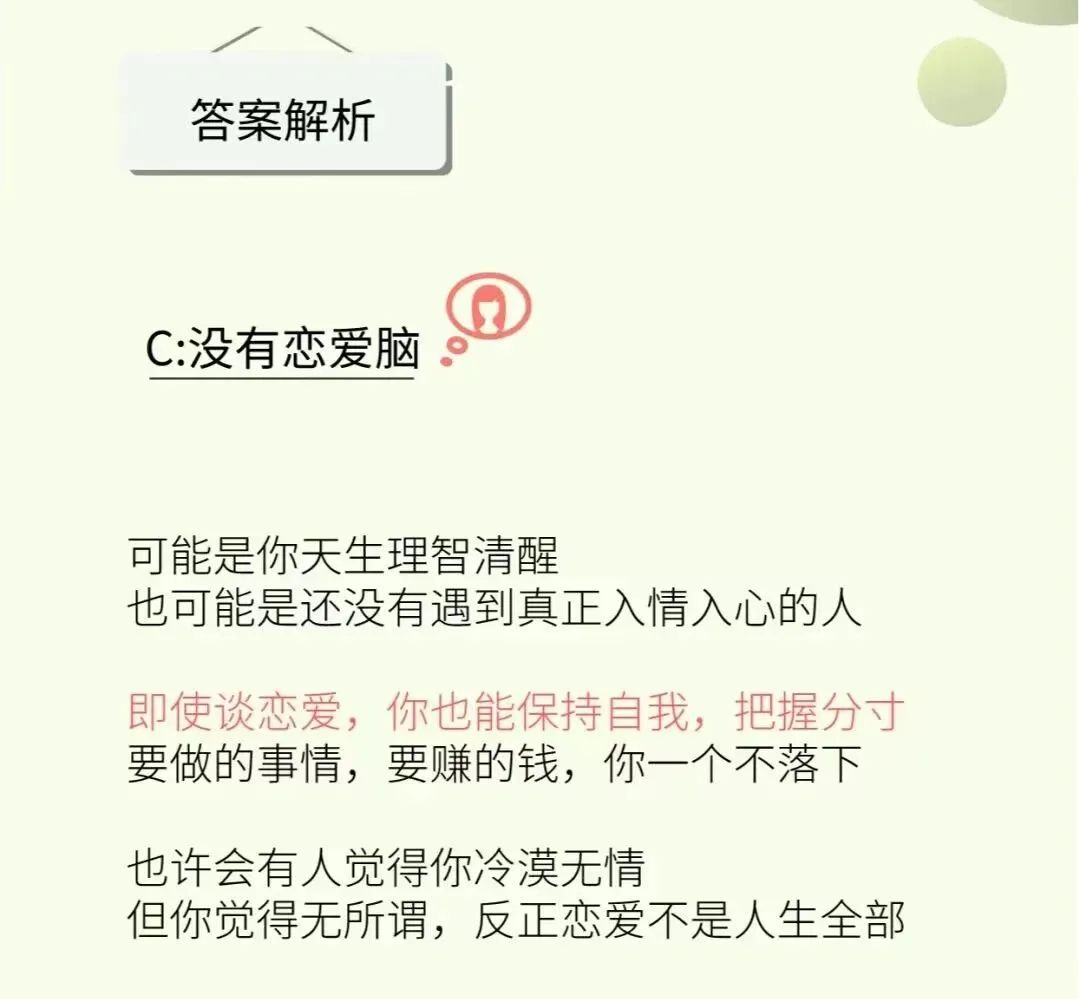 答案解析
C:没有恋爱脑
可能是你天生理智清醒
也可能是还没有遇到真正入情入心的人
即使谈恋爱，你也能保持自我，把握分寸
要做的事情，要赚的钱，你一个不落下
也许会有人觉得你冷漠无情
但你觉得无所谓，反正恋爱不是人生全部